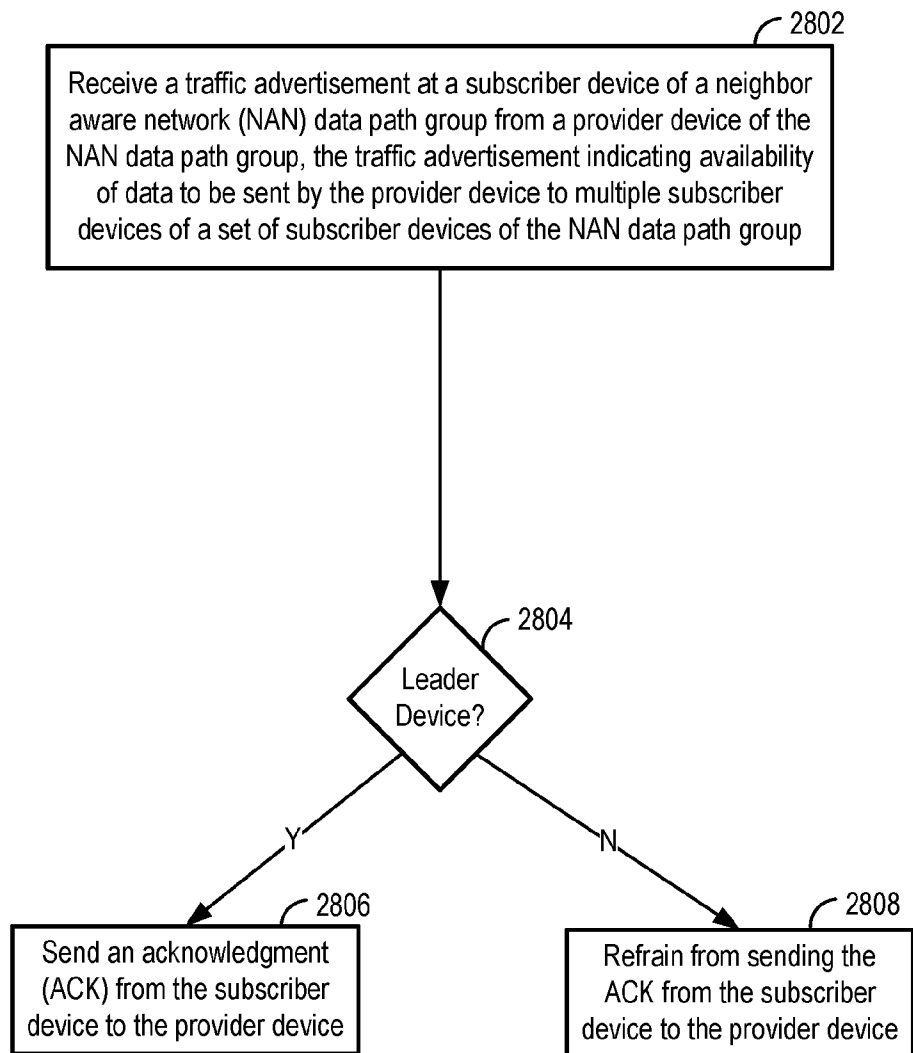 2802
Receive a traffic advertisement at a subscriber device of a neighbor
aware network (NAN) data path group from a provider device of the
NAN data path group, the traffic advertisement indicating availability
of data to be sent by the provider device to multiple subscriber
devices of a set of subscriber devices of the NAN data path group
2804
Leader
Device?
Y
N
2806
Send an acknowledgment
(ACK) from the subscriber
device to the provider device
2808
Refrain from sending the
ACK from the subscriber
device to the provider device